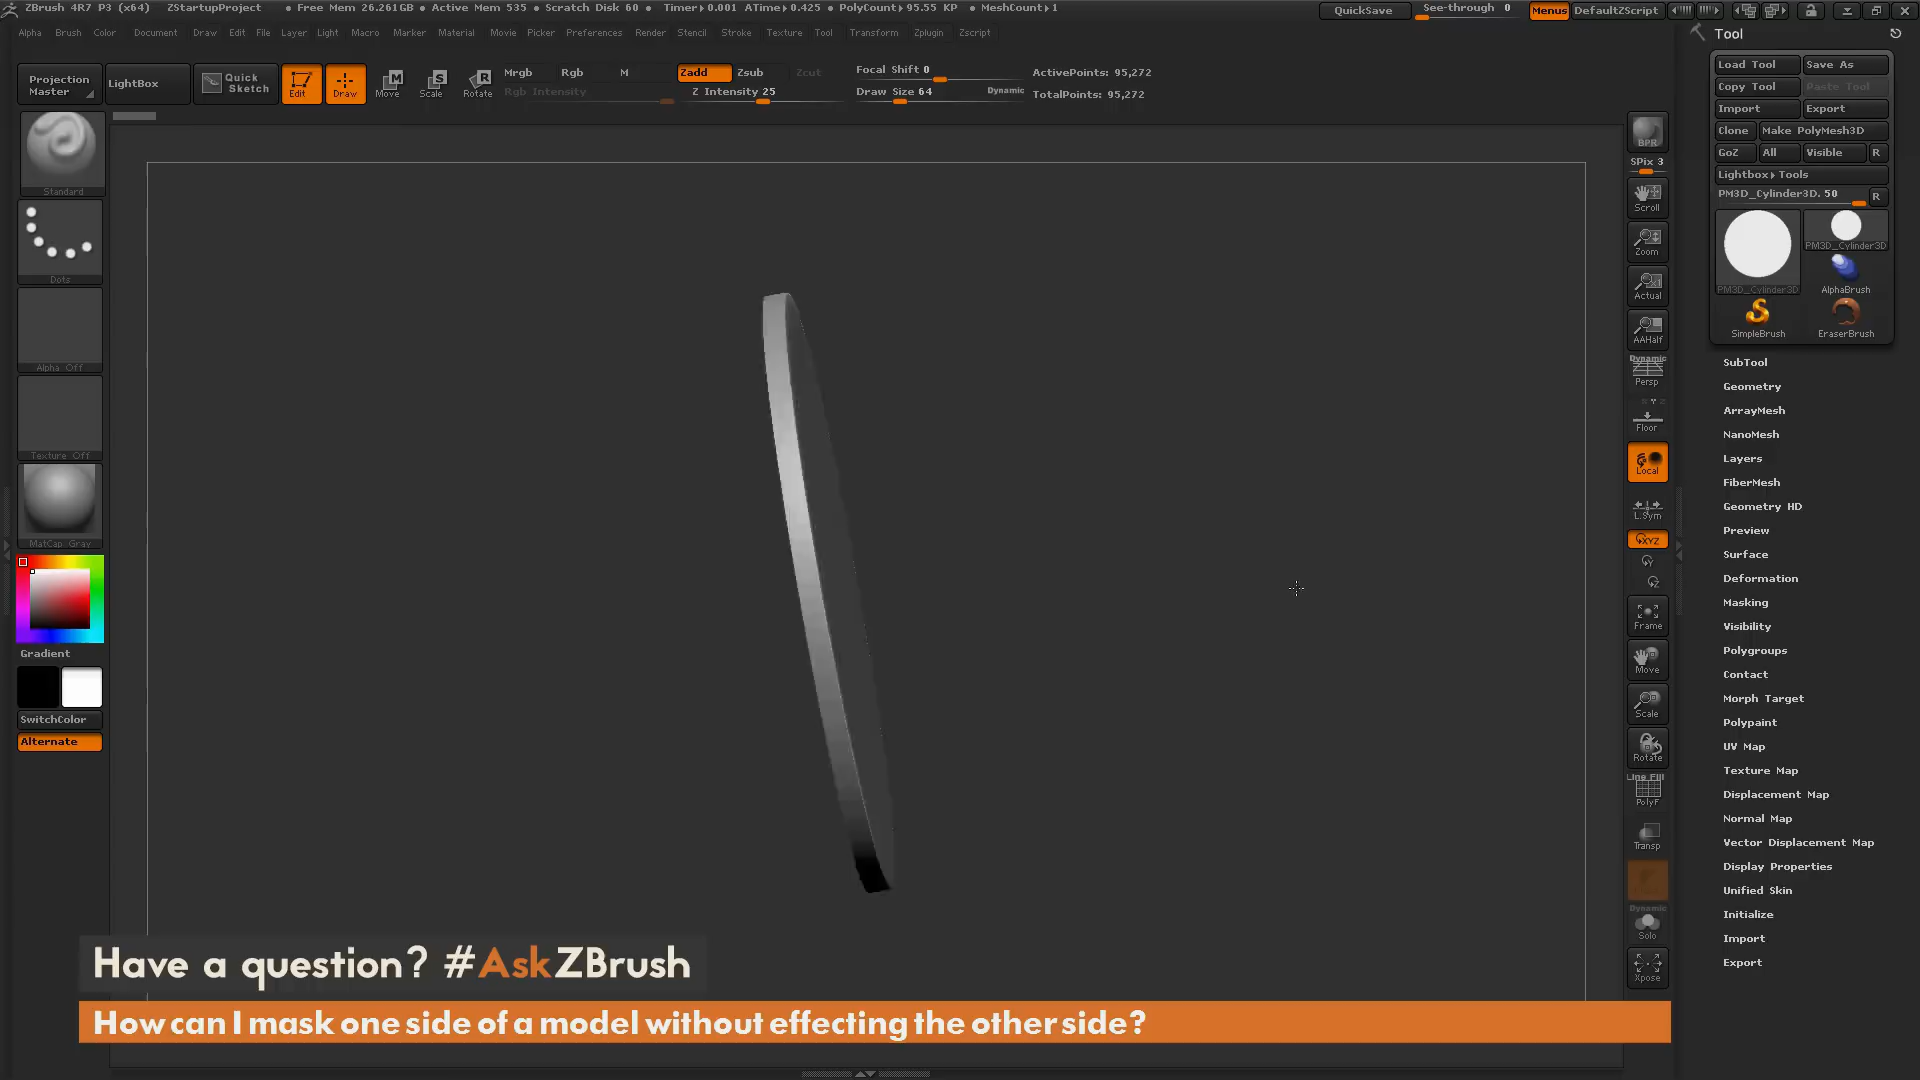 ZBrush 4R7 P3 (x64) ZStartupProject • Free Mem 26.261GB • Active Mem 535 • Scratch Disk 60 • Timer▸0.001 ATime▸0.425 • PolyCount▸95.55 KP • MeshCount▸1
QuickSave See-through 0 Menus DefaultZScript
Alpha Brush Color Document Draw Edit File Layer Light Macro Marker Material Movie Picker Preferences Render Stencil Stroke Texture Tool Transform Zplugin Zscript
Projection Master
LightBox
Quick Sketch
Edit
Draw
Move
Scale
Rotate
Mrgb Rgb M
Rgb Intensity
Zadd Zsub Zcut
Z Intensity 25
Focal Shift 0
Draw Size 64 Dynamic
ActivePoints: 95,272
TotalPoints: 95,272
Standard
Dots
Alpha Off
Texture Off
MatCap Gray
Gradient
SwitchColor
Alternate
BPR
SPix 3
Scroll
Zoom
Actual
AAHalf
Dynamic
Persp
Floor
Local
L.Sym
XYZ
Y
Z
Frame
Move
Scale
Rotate
Line Fill
PolyF
Transp
Dynamic
Solo
Xpose
Tool
Load Tool Save As
Copy Tool Paste Tool
Import Export
Clone Make PolyMesh3D
GoZ All Visible R
Lightbox▸Tools
PM3D_Cylinder3D. 50 R
PM3D_Cylinder3D
PM3D_Cylinder3D
AlphaBrush
SimpleBrush
EraserBrush
SubTool
Geometry
ArrayMesh
NanoMesh
Layers
FiberMesh
Geometry HD
Preview
Surface
Deformation
Masking
Visibility
Polygroups
Contact
Morph Target
Polypaint
UV Map
Texture Map
Displacement Map
Normal Map
Vector Displacement Map
Display Properties
Unified Skin
Initialize
Import
Export
Have a question? #AskZBrush
How can I mask one side of a model without effecting the other side?